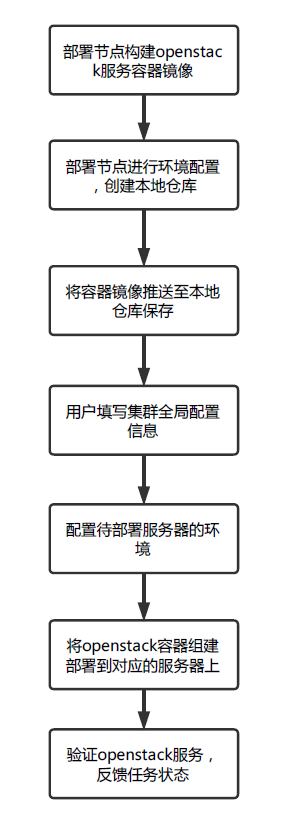 部署节点构建openstac
k服务容器镜像
部署节点进行环境配置
，创建本地仓库
将容器镜像推送至本地
仓库保存
用户填写集群全局配置
信息
配置待部署服务器的环
境
将openstack容器组建
部署到对应的服务器上
验证openstack服务，
反馈任务状态